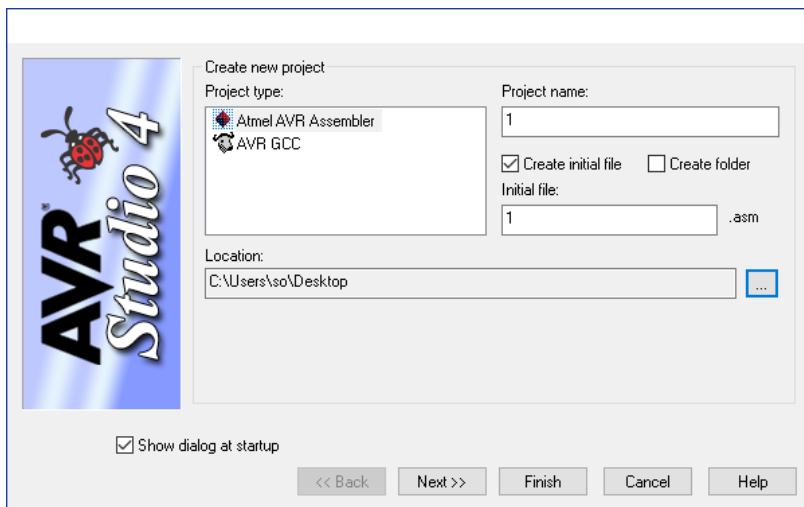 AVR
Studio 4
Create new project
Project type:
Atmel AVR Assembler
AVR GCC
Project name:
1
Create initial file
Create folder
Initial file:
1
.asm
Location:
C:\Users\so\Desktop
...
Show dialog at startup
<< Back
Next >>
Finish
Cancel
Help